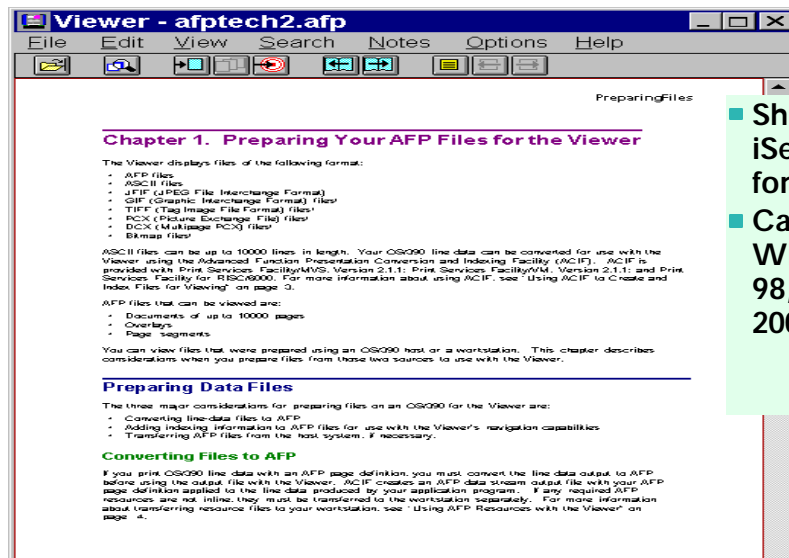 Viewer - afptech2.afp
File Edit View Search Notes Options Help
PreparingFiles
Chapter 1. Preparing Your AFP Files for the Viewer
The Viewer displays files of the following format:
• AFP files
• ASCII files
• JFIF (JPEG File Interchange Format)
• GIF (Graphic Interchange Format) files¹
• TIFF (Tag Image File Format) files¹
• PCX (Picture Exchange File) files¹
• DCX (Multipage PCX) files¹
• Bitmap files¹
ASCII files can be up to 10000 lines in length. Your OS/390 line data can be converted for use with the
Viewer using the Advanced Function Presentation Conversion and Indexing Facility (ACIF). ACIF is
provided with Print Services Facility/MVS, Version 2.1.1; Print Services Facility/VM, Version 2.1.1; and Print
Services Facility for RISC/6000. For more information about using ACIF, see "Using ACIF to Create and
Index Files for Viewing" on page 3.
AFP files that can be viewed are:
• Documents of up to 10000 pages
• Overlays
• Page segments
You can view files that were prepared using an OS/390 host or a workstation. This chapter describes
considerations when you prepare files from those two sources to use with the Viewer.
Preparing Data Files
The three major considerations for preparing files on an OS/390 for the Viewer are:
• Converting line-data files to AFP
• Adding indexing information to AFP files for use with the Viewer's navigation capabilities
• Transferring AFP files from the host system, if necessary.
Converting Files to AFP
If you print OS/390 line data with an AFP page definition, you must convert the line data output to AFP
before using the output file with the Viewer. ACIF creates an AFP data stream output file with your AFP
page definition applied to the line data produced by your application program. If any required AFP
resources are not inline, they must be transferred to the workstation separately. For more information
about transferring resource files to your workstation, see "Using AFP Resources with the Viewer" on
page 4.
Sh
iSe
for
Ca
W
98,
200